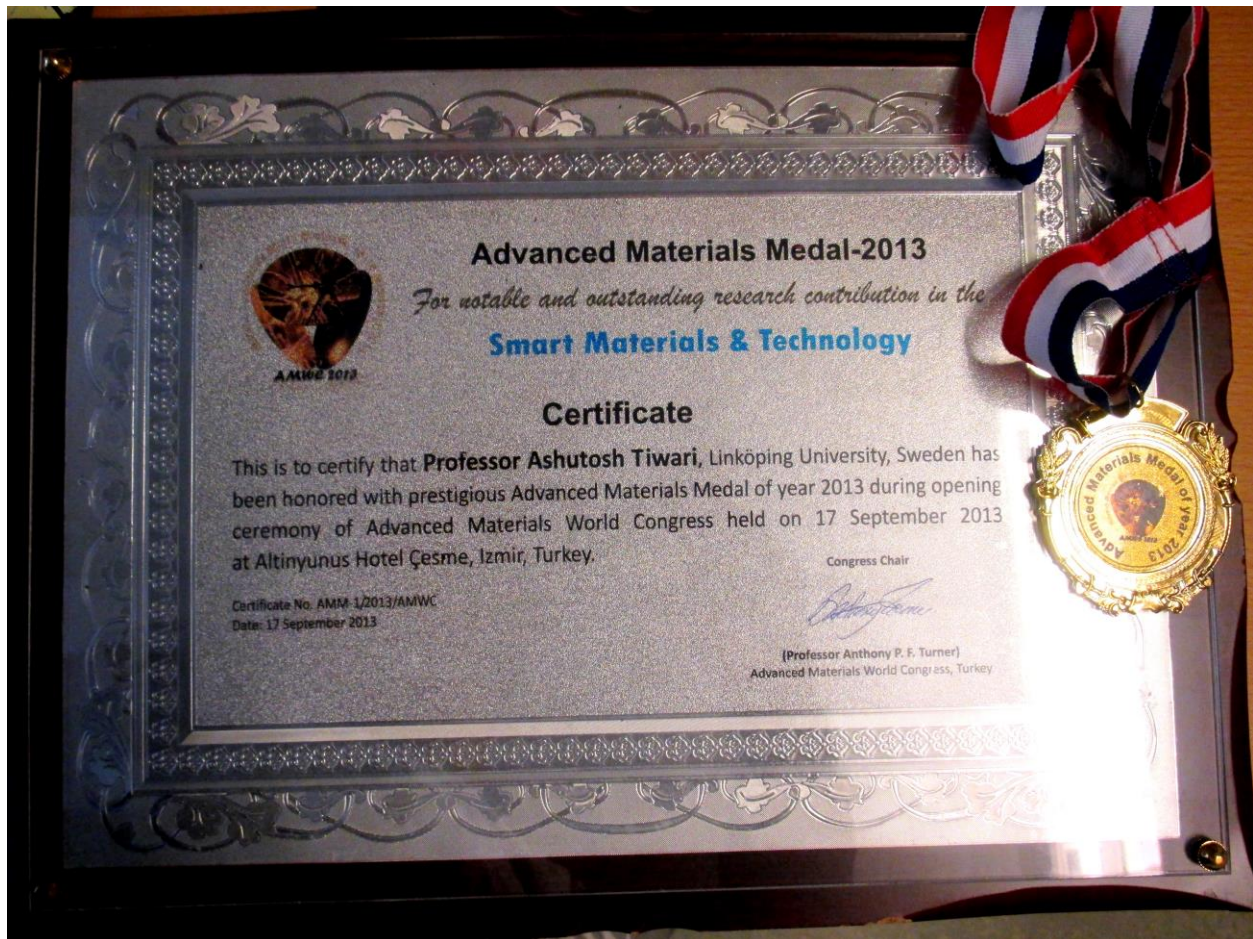 Advanced Materials Medal-2013
For notable and outstanding research contribution in the
Smart Materials & Technology
AMWC 2013
Certificate
This is to certify that Professor Ashutosh Tiwari, Linköping University, Sweden has
been honored with prestigious Advanced Materials Medal of year 2013 during opening
ceremony of Advanced Materials World Congress held on 17 September 2013
at Altinyunus Hotel Çesme, Izmir, Turkey.
Congress Chair
Certificate No. AMM-1/2013/AMWC
Date: 17 September 2013
(Professor Anthony P. F. Turner)
Advanced Materials World Congress, Turkey
Advanced Materials Medal of year 2013
AMWC 2013